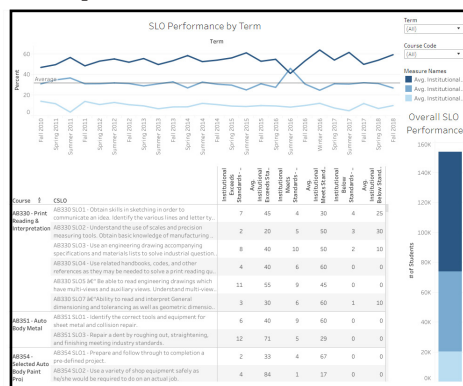 SLO Performance by Term
Term
(All)
Course Code
(All)
Measure Names
Avg. Institutional..
Avg. Institutional..
Avg. Institutional..
Term
Percent
60
40
20
0
Average
Fall 2010
Spring 2011
Summer 2011
Fall 2011
Spring 2012
Summer 2012
Fall 2012
Spring 2013
Summer 2013
Fall 2013
Spring 2014
Summer 2014
Fall 2014
Spring 2015
Summer 2015
Fall 2015
Spring 2016
Summer 2016
Fall 2016
Winter 2016
Spring 2017
Summer 2017
Fall 2017
Spring 2018
Fall 2018
Overall SLO
Performance
# of Students
160K
140K
120K
100K
80K
60K
40K
20K
0K
Course
CSLO
Institutional Exceeds Standards -..
Avg. Institutional Exceeds Sta..
Institutional Meets Standards -..
Avg. Institutional Meets Stand..
Institutional Below Standards -..
Avg. Institutional Below Stand..
AB330 - Print
Reading &
Interpretation
AB330 SLO1 - Obtain skills in sketching in order to
communicate an idea. Identify the various lines and letter ty..
7 45 4 30 4 25
AB330 SLO2 - Understand the use of scales and precision
measuring tools. Obtain basic knowledge of manufacturing ..
2 20 5 50 3 30
AB330 SLO3 - Use an engineering drawing accompanying
specifications and materials lists to solve industrial question..
8 40 10 50 2 10
AB330 SLO4 - Use related handbooks, codes, and other
references as they may be needed to solve a print reading qu..
4 40 6 60 0 0
AB330 SLO5 â€" Be able to read engineering drawings which
have multi-views and auxiliary views. Understand multi-view..
11 55 9 45 0 0
AB330 SLO7 â€"Ability to read and interpret General
dimensioning and tolerancing as well as geometric dimensio..
3 30 6 60 1 10
AB351 - Auto
Body Metal
AB351 SLO1 - Identify the correct tools and equipment for
sheet metal and collision repair.
6 40 9 60 0 0
AB351 SLO3 - Repair a dent by roughing out, straightening,
and finishing meeting industry standards.
12 71 5 29 0 0
AB354 -
Selected Auto
Body Paint
Proj
AB354 SLO1 - Prepare and follow through to completion a
pre-defined project.
2 33 4 67 0 0
AB354 SLO2 - Use a variety of shop equipment safely as
he/she would be required to do on an actual job.
4 84 1 17 0 0